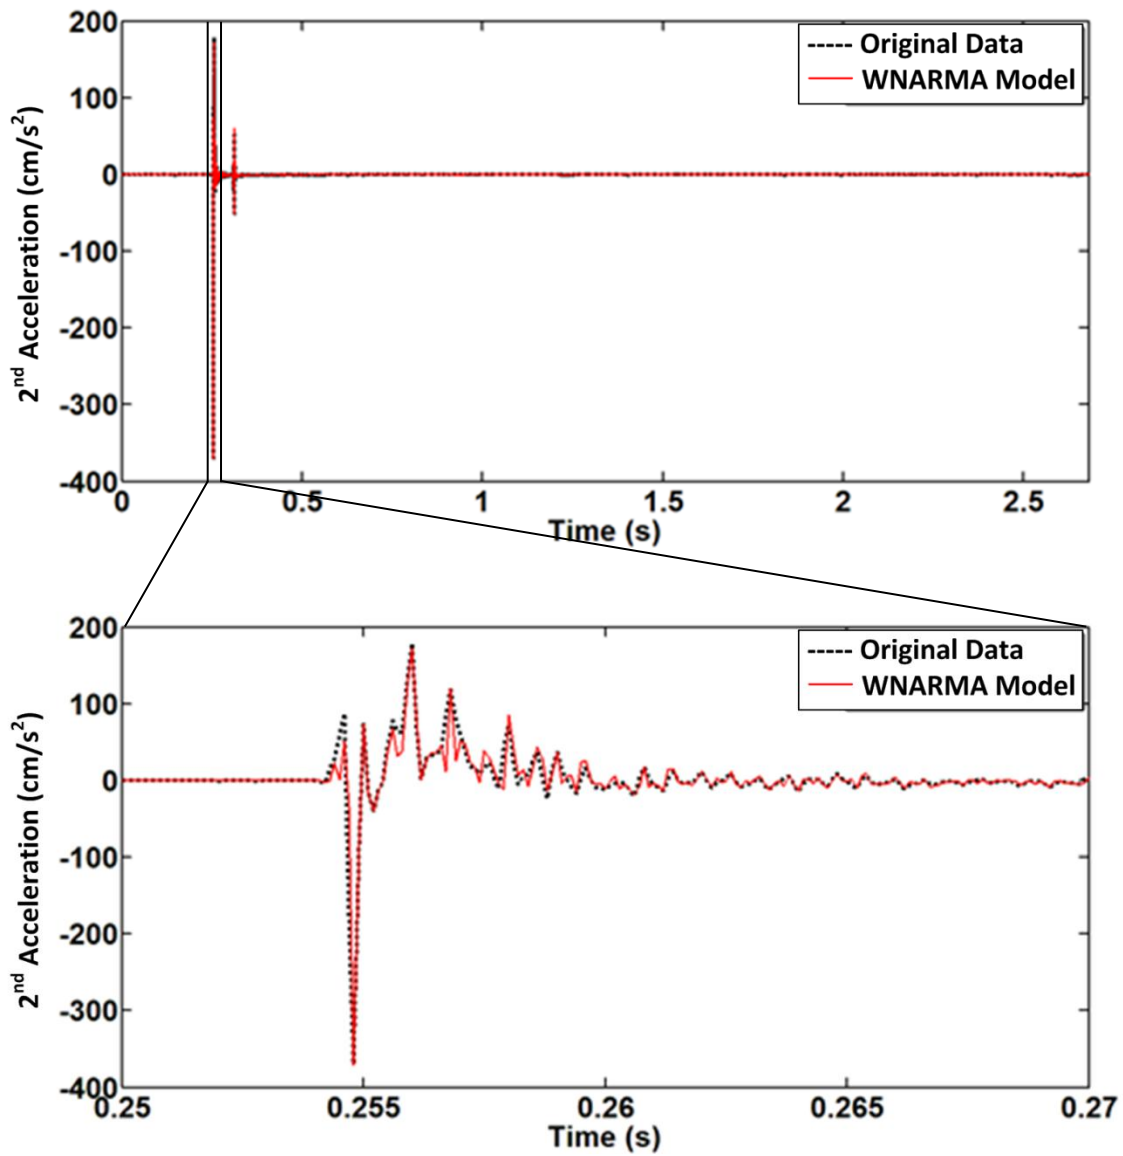 200
Original Data
WNARMA Model
100
0
-100
-200
-300
-400
2nd Acceleration (cm/s2)
0 0.5 1 1.5 2 2.5
Time (s)
200
Original Data
WNARMA Model
100
0
-100
-200
-300
-400
2nd Acceleration (cm/s2)
0.25 0.255 0.26 0.265 0.27
Time (s)